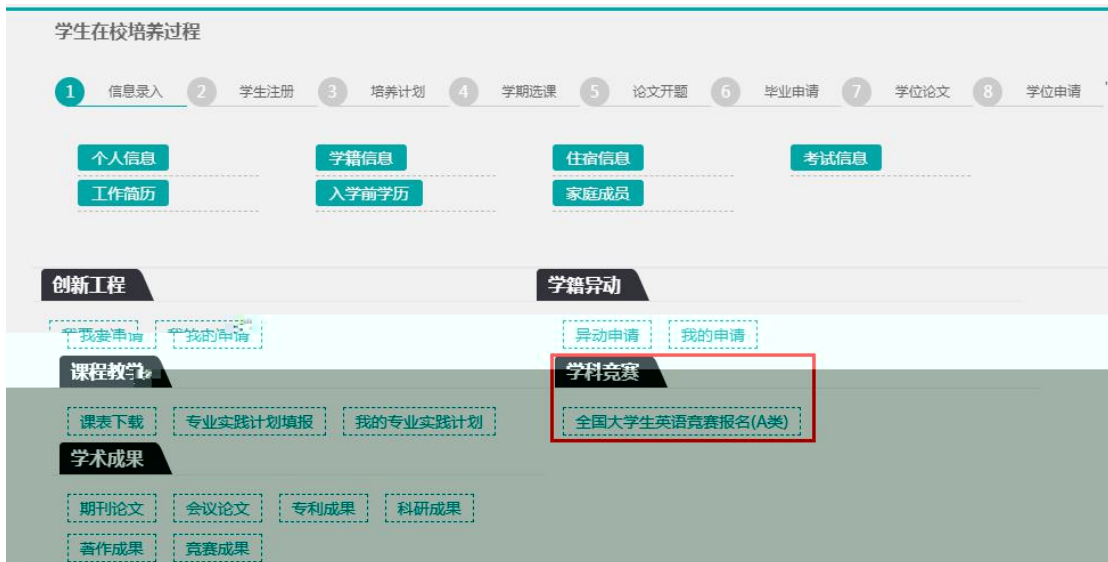 学生在校培养过程
1 信息录入 2 学生注册 3 培养计划 4 学期选课 5 论文开题 6 毕业申请 7 学位论文 8 学位申请
个人信息 学籍信息 住宿信息 考试信息
工作简历 入学前学历 家庭成员
创新工程 学籍异动
我要申请 我的申请 异动申请 我的申请
课程教学 学科竞赛
课表下载 专业实践计划填报 我的专业实践计划 全国大学生英语竞赛报名(A类)
学术成果
期刊论文 会议论文 专利成果 科研成果
著作成果 竞赛成果